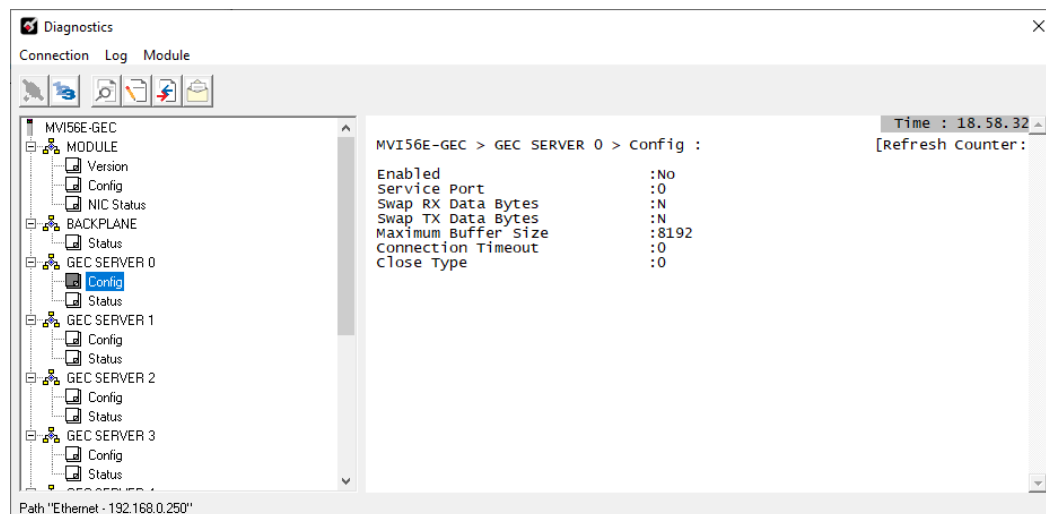 Diagnostics
Connection Log Module
MVI56E-GEC
MODULE
Version
Config
NIC Status
BACKPLANE
Status
GEC SERVER 0
Config
Status
GEC SERVER 1
Config
Status
GEC SERVER 2
Config
Status
GEC SERVER 3
Config
Status
Time : 18.58.32
MVI56E-GEC > GEC SERVER 0 > Config : [Refresh Counter:
Enabled :No
Service Port :0
Swap RX Data Bytes :N
Swap TX Data Bytes :N
Maximum Buffer Size :8192
Connection Timeout :0
Close Type :0
Path "Ethernet - 192.168.0.250"